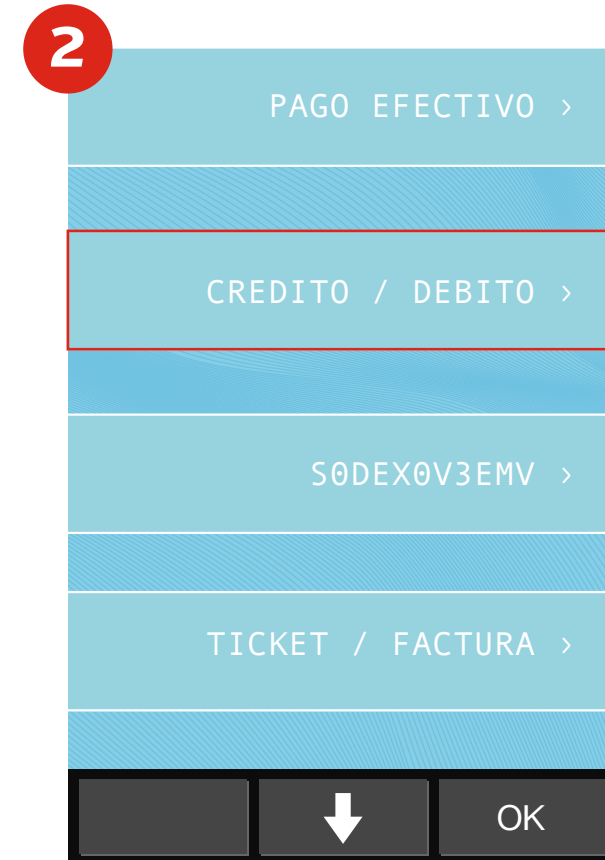 2
PAGO EFECTIVO >
CREDITO / DEBITO >
S0DEX0V3EMV >
TICKET / FACTURA >
OK